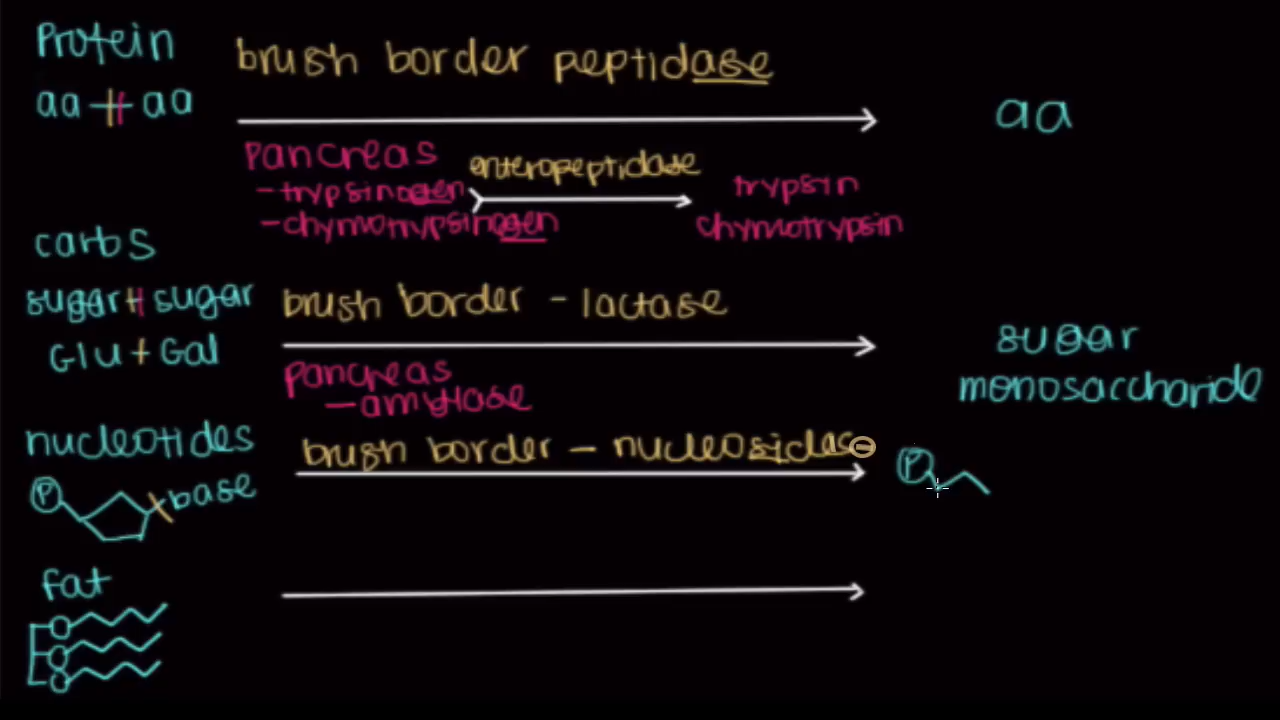 Protein
brush border peptidase
aa + aa
aa
pancreas
enteropeptidase
- trypsinogen
trypsin
- chymotrypsinogen
chymotrypsin
carbs
sugar + sugar
brush border - lactase
Glu + Gal
sugar
monosaccharide
pancreas
- amylase
nucleotides
brush border - nucleosidase
P
P
base
fat
O
O
O